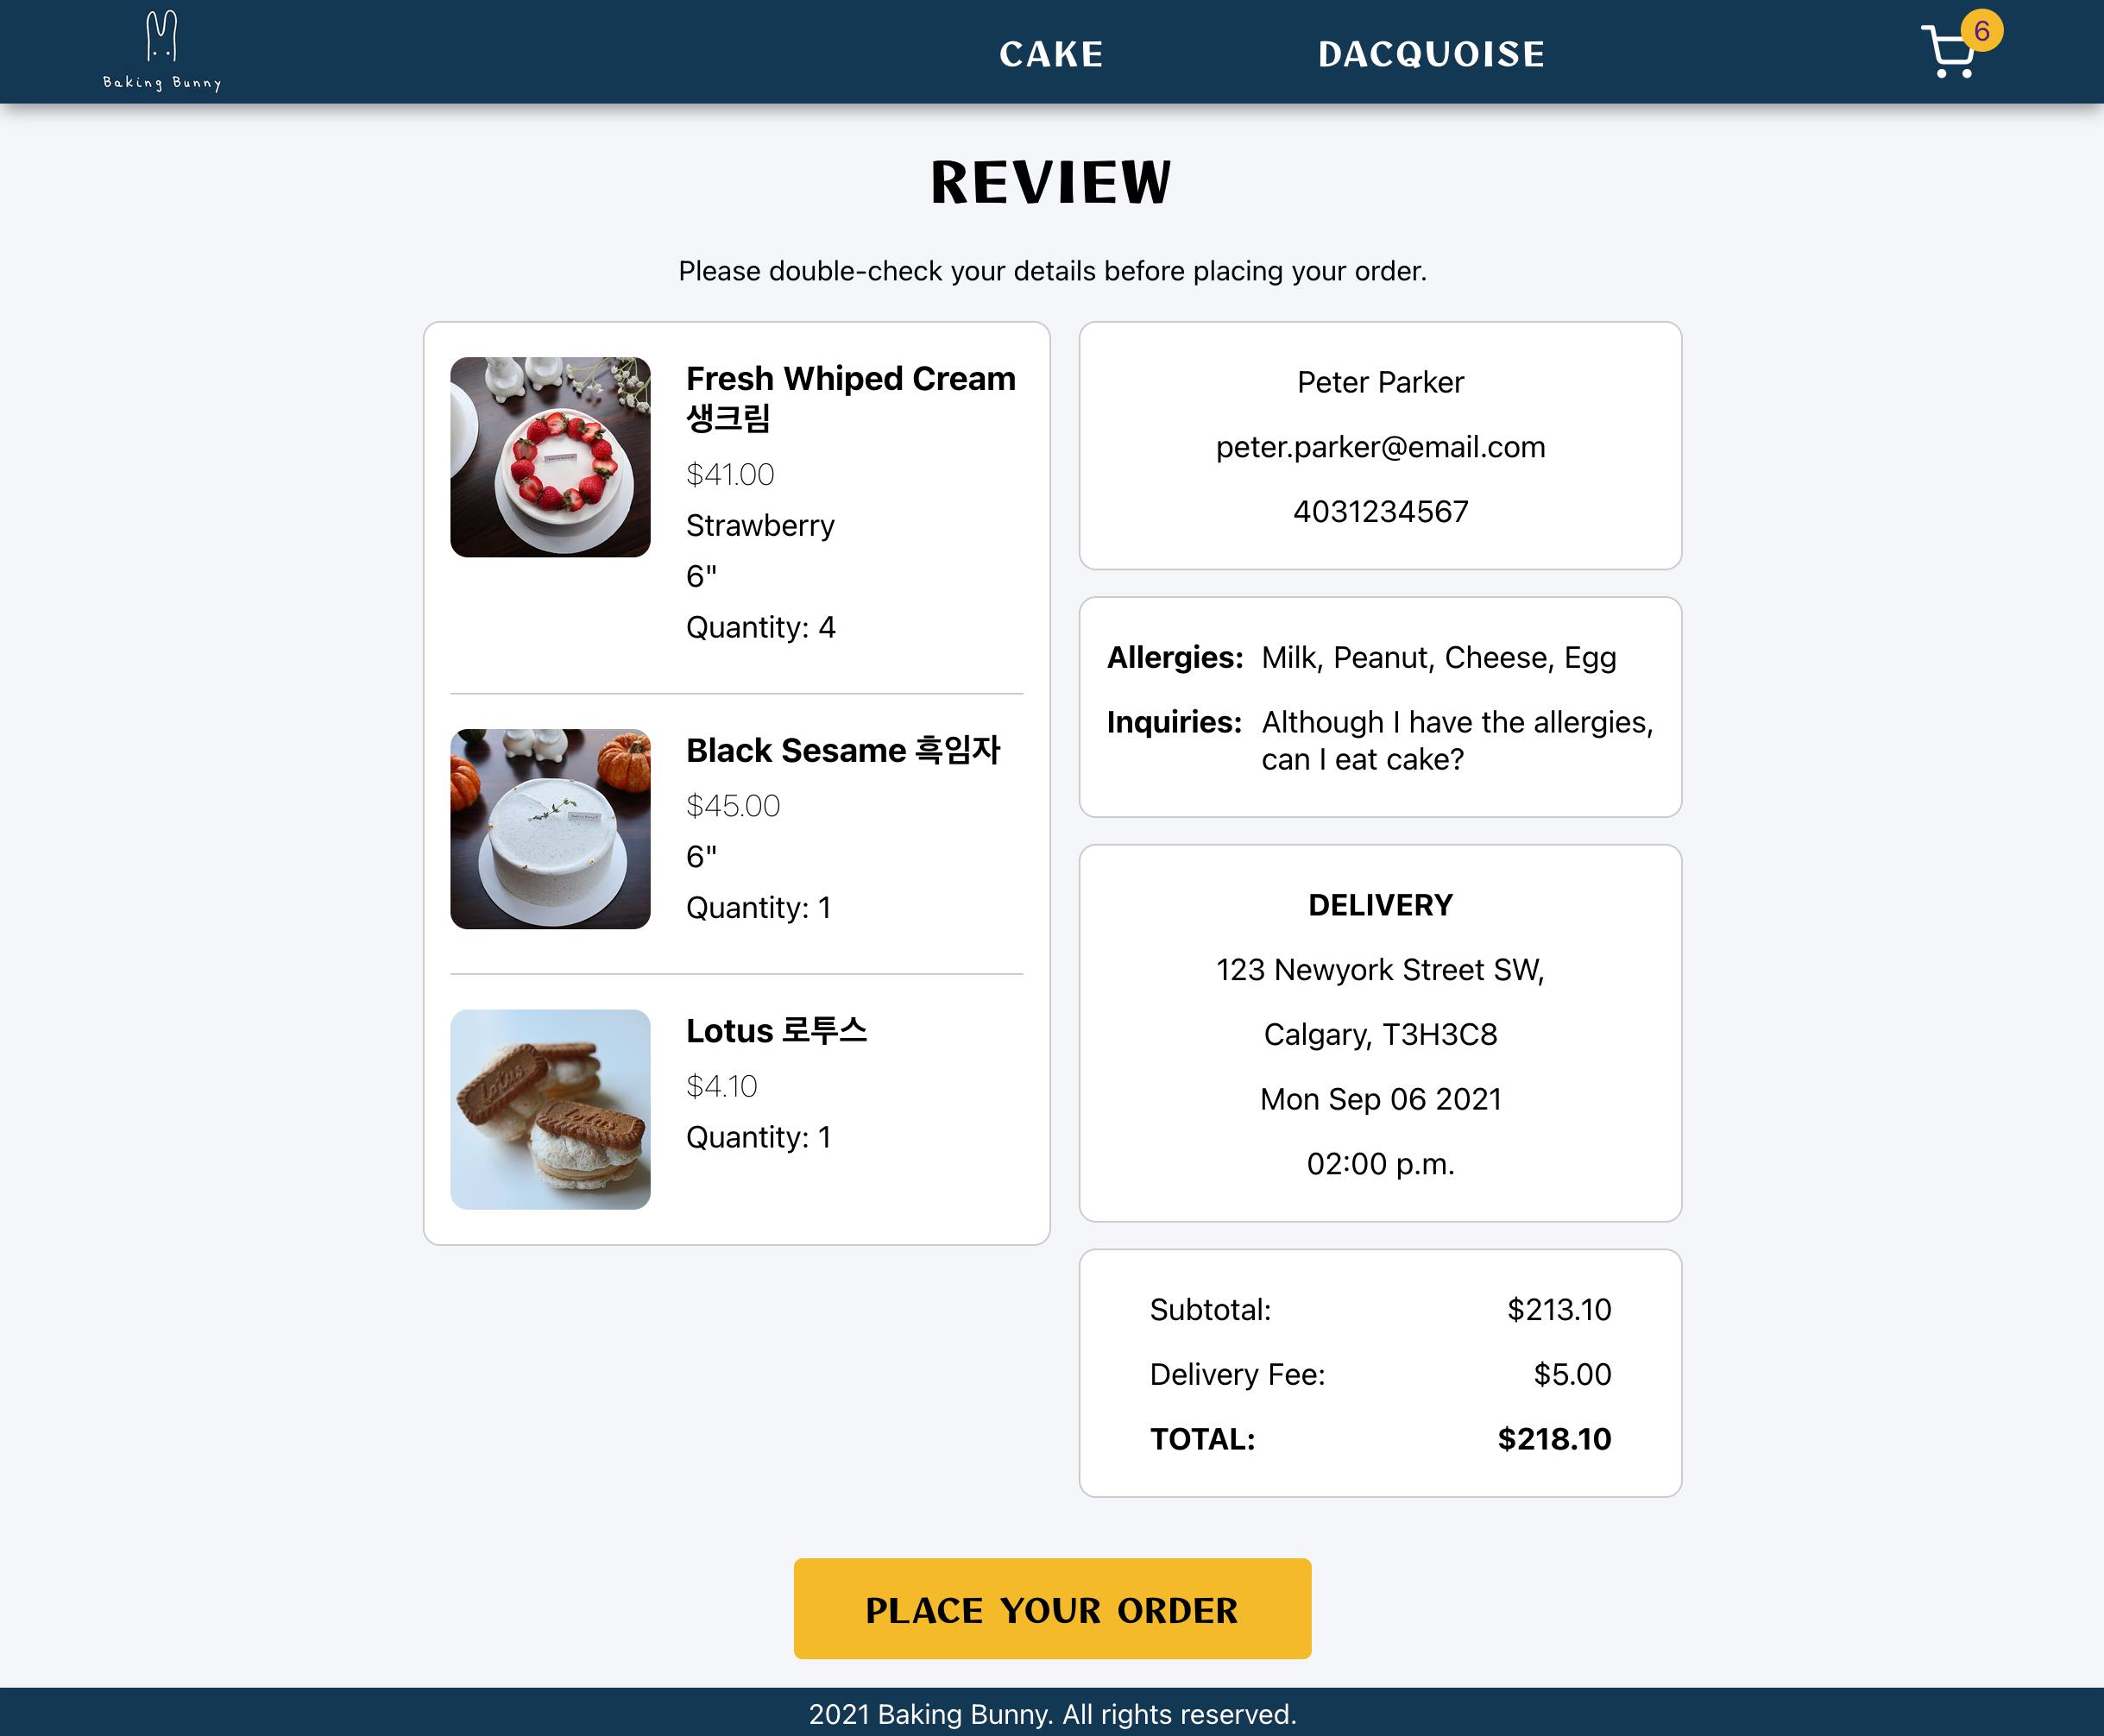 Baking Bunny
CAKE
DACQUOISE
6
REVIEW
Please double-check your details before placing your order.
Fresh Whiped Cream
생크림
$41.00
Strawberry
6"
Quantity: 4
Black Sesame 흑임자
$45.00
6"
Quantity: 1
Lotus 로투스
$4.10
Quantity: 1
Lotus
Lotus
Peter Parker
peter.parker@email.com
4031234567
Allergies: Milk, Peanut, Cheese, Egg
Inquiries: Although I have the allergies,
can I eat cake?
DELIVERY
123 Newyork Street SW,
Calgary, T3H3C8
Mon Sep 06 2021
02:00 p.m.
Subtotal: $213.10
Delivery Fee: $5.00
TOTAL: $218.10
PLACE YOUR ORDER
2021 Baking Bunny. All rights reserved.